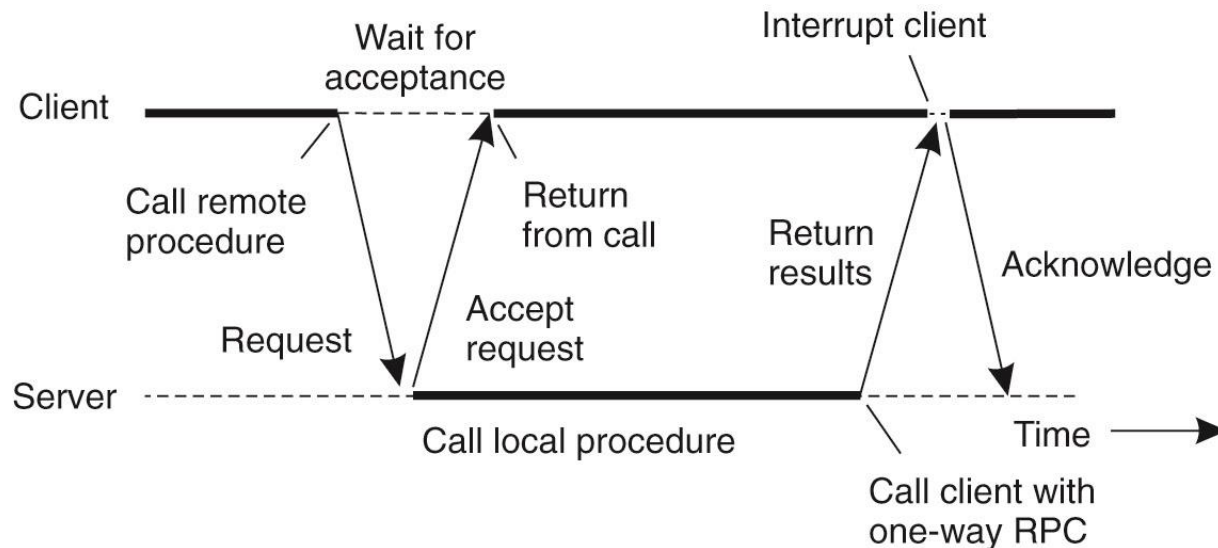 Interrupt client
Wait for
acceptance
Client
Call remote
procedure
Return
from call
Return
results
Acknowledge
Request
Accept
request
Server
Call local procedure
Time
Call client with
one-way RPC